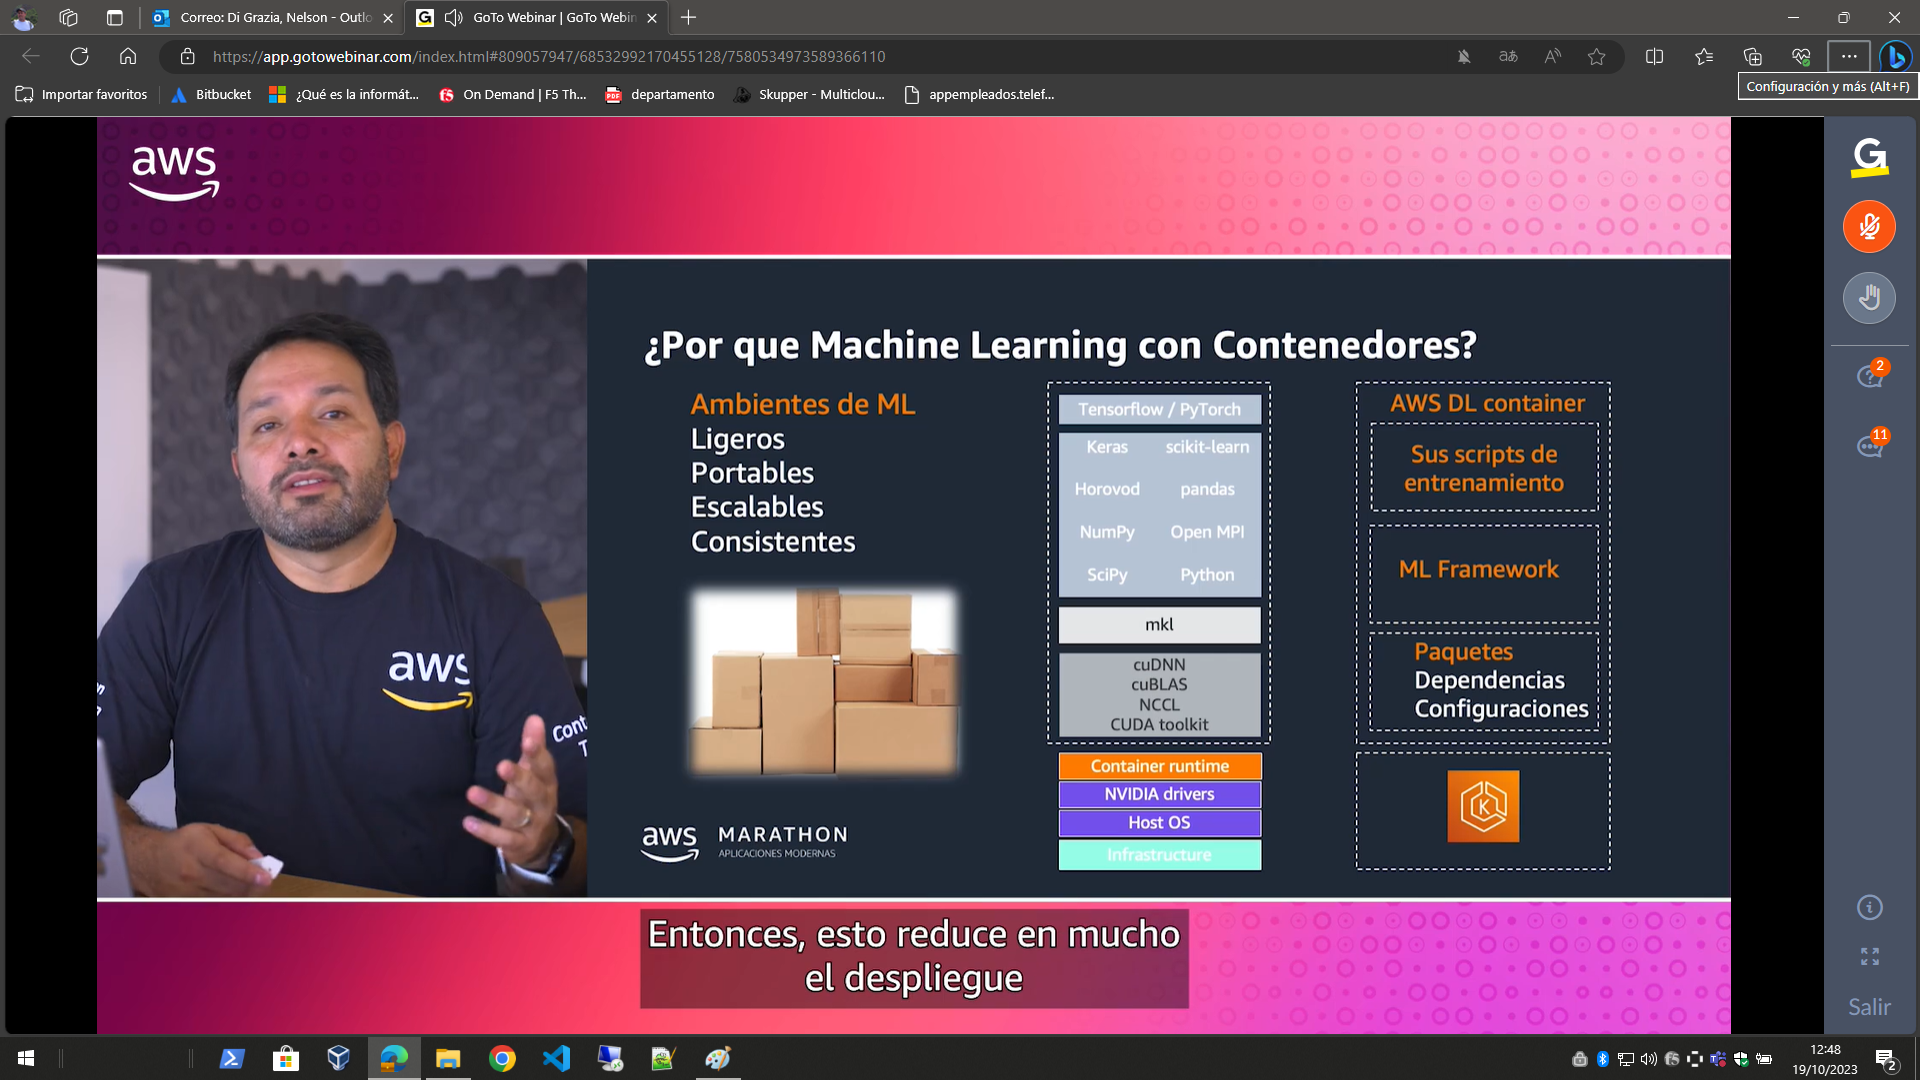 Correo: Di Grazia, Nelson - Outlo
GoTo Webinar | GoTo Webin
https://app.gotowebinar.com/index.html#809057947/68532992170455128/7580534973589366110
Importar favoritos
Bitbucket
¿Qué es la informát...
On Demand | F5 Th...
departamento
Skupper - Multiclou...
appempleados.telef...
Configuración y más (Alt+F)
aws
¿Por que Machine Learning con Contenedores?
Ambientes de ML
Ligeros
Portables
Escalables
Consistentes
Tensorflow / PyTorch
Keras scikit-learn
Horovod pandas
NumPy Open MPI
SciPy Python
mkl
cuDNN
cuBLAS
NCCL
CUDA toolkit
Container runtime
NVIDIA drivers
Host OS
Infrastructure
AWS DL container
Sus scripts de
entrenamiento
ML Framework
Paquetes
Dependencias
Configuraciones
K
aws
Cont
T
aws MARATHON
APLICACIONES MODERNAS
Entonces, esto reduce en mucho
el despliegue
G
2
11
Salir
12:48
19/10/2023
2